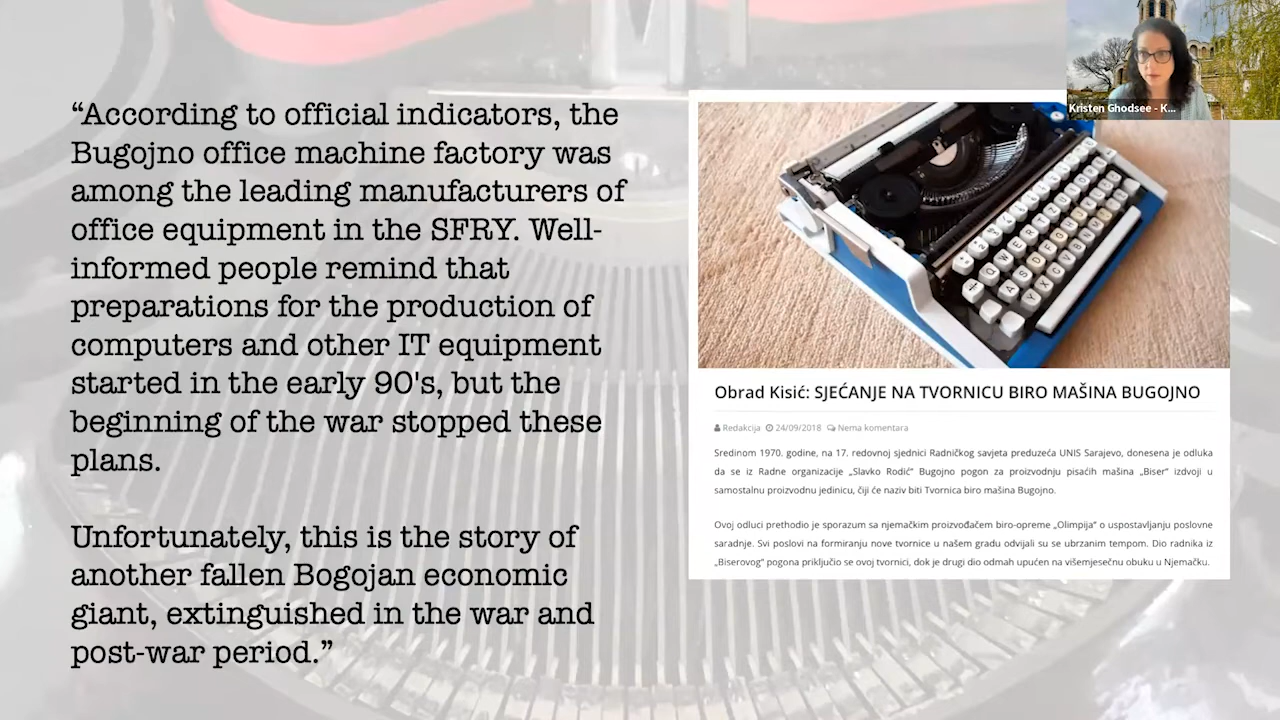 “According to official indicators, the
Bugojno office machine factory was
among the leading manufacturers of
office equipment in the SFRY. Well-
informed people remind that
preparations for the production of
computers and other IT equipment
started in the early 90's, but the
beginning of the war stopped these
plans.
Unfortunately, this is the story of
another fallen Bogojan economic
giant, extinguished in the war and
post-war period.”
Kristen Ghodsee - K...
Obrad Kisić: SJEĆANJE NA TVORNICU BIRO MAŠINA BUGOJNO
Redakcija 24/09/2018 Nema komentara
Sredinom 1970. godine, na 17. redovnoj sjednici Radničkog savjeta preduzeća UNIS Sarajevo, donesena je odluka
da se iz Radne organizacije „Slavko Rodić“ Bugojno pogon za proizvodnju pisaćih mašina „Biser“ izdvoji u
samostalnu proizvodnu jedinicu, čiji će naziv biti Tvornica biro mašina Bugojno.
Ovoj odluci prethodio je sporazum sa njemačkim proizvođačem biro-opreme „Olimpija“ o uspostavljanju poslovne
saradnje. Svi poslovi na formiranju nove tvornice u našem gradu odvijali su se ubrzanim tempom. Dio radnika iz
„Biserovog“ pogona priključio se ovoj tvornici, dok je drugi dio odmah upućen na višemjesečnu obuku u Njemačku.